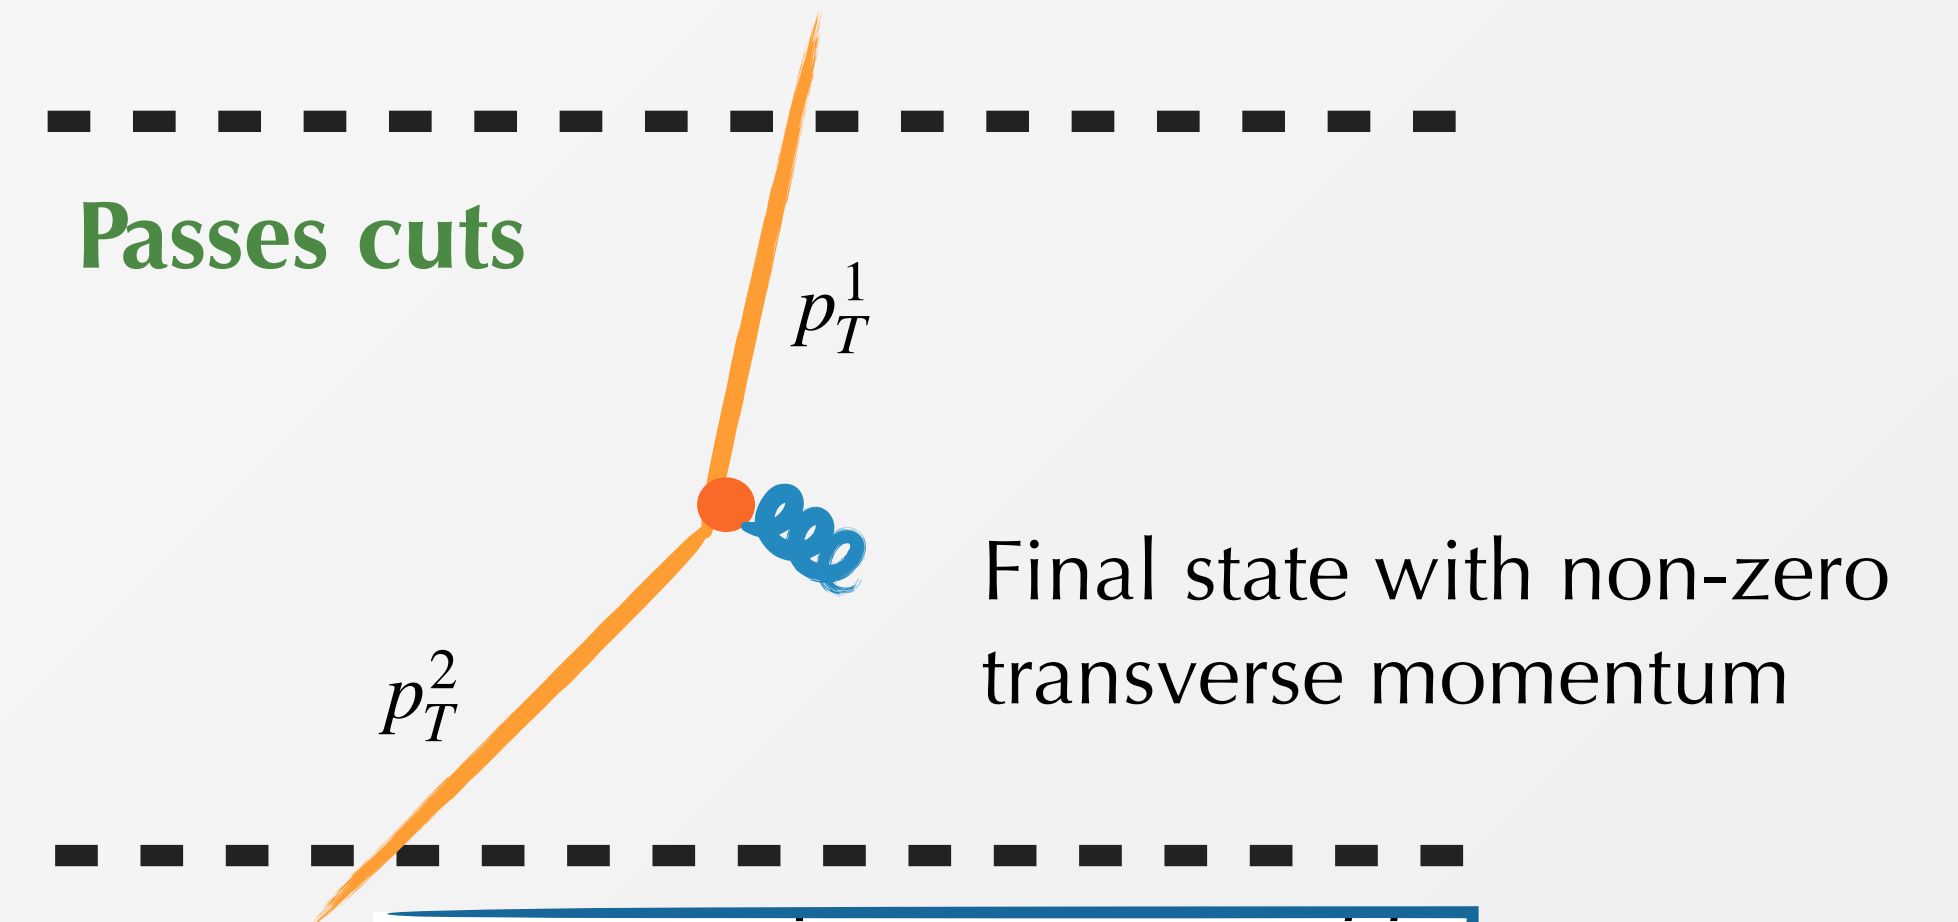 Passes cuts
p_T^1
Final state with non-zero
transverse momentum
p_T^2